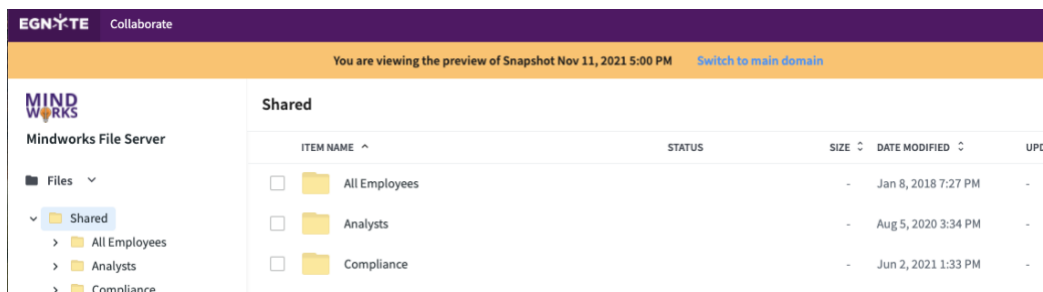 EGNYTE Collaborate
You are viewing the preview of Snapshot Nov 11, 2021 5:00 PM Switch to main domain
MIND
WORKS
Mindworks File Server
Files
Shared
All Employees
Analysts
Compliance
Shared
ITEM NAME STATUS SIZE DATE MODIFIED
All Employees - Jan 8, 2018 7:27 PM -
Analysts - Aug 5, 2020 3:34 PM -
Compliance - Jun 2, 2021 1:33 PM -